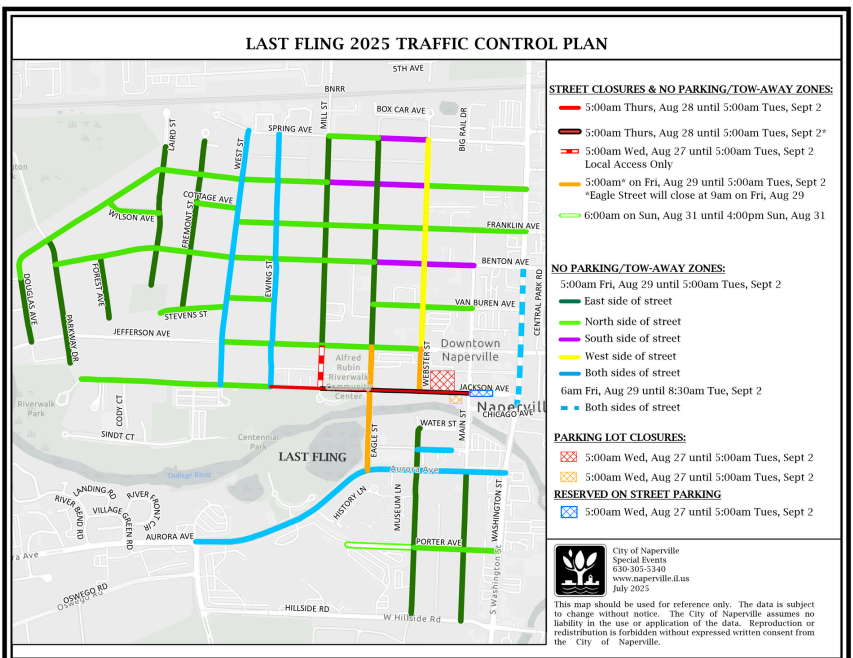 LAST FLING 2025 TRAFFIC CONTROL PLAN
5TH AVE
BNRR
BOX CAR AVE
BIG RAIL DR
MILL ST
SPRING AVE
LAIRD ST
WEST ST
COTTAGE AVE
WILSON AVE
FREMONT ST
FRANKLIN AVE
BENTON AVE
CENTRAL PARK RD
DOUGLAS AVE
PARKWAY DR
FOREST AVE
EWING ST
VAN BUREN AVE
STEVENS ST
JEFFERSON AVE
WEBSTER ST
Downtown
Naperville
Alfred
Rubin
Riverwalk
Community
Center
JACKSON AVE
Riverwalk
Park
CODY CT
CHICAGO AVE
Napervill
SINDT CT
Centennial
Park
EAGLE ST
WATER ST
MAIN ST
LAST FLING
DuPage River
Aurora Ave
LANDING RD
RIVER BEND RD
RIVER FRONT CIR
VILLAGE GREEN RD
HISTORY LN
MUSEUM LN
WASHINGTON ST
AURORA AVE
PORTER AVE
ra Ave
OSWEGO RD
Oswego Rd
HILLSIDE RD
W Hillside Rd
S Washington St
STREET CLOSURES & NO PARKING/TOW-AWAY ZONES:
5:00am Thurs, Aug 28 until 5:00am Tues, Sept 2
5:00am Thurs, Aug 28 until 5:00am Tues, Sept 2*
5:00am Wed, Aug 27 until 5:00am Tues, Sept 2
Local Access Only
5:00am* on Fri, Aug 29 until 5:00am Tues, Sept 2
*Eagle Street will close at 9am on Fri, Aug 29
6:00am on Sun, Aug 31 until 4:00pm Sun, Aug 31
NO PARKING/TOW-AWAY ZONES:
5:00am Fri, Aug 29 until 5:00am Tues, Sept 2
East side of street
North side of street
South side of street
West side of street
Both sides of street
6am Fri, Aug 29 until 8:30am Tue, Sept 2
Both sides of street
PARKING LOT CLOSURES:
5:00am Wed, Aug 27 until 5:00am Tues, Sept 2
5:00am Wed, Aug 27 until 5:00am Tues, Sept 2
RESERVED ON STREET PARKING
5:00am Wed, Aug 27 until 5:00am Tues, Sept 2
City of Naperville
Special Events
630-305-5340
www.naperville.il.us
July 2025
This map should be used for reference only. The data is subject
to change without notice. The City of Naperville assumes no
liability in the use or application of the data. Reproduction or
redistribution is forbidden without expressed written consent from
the City of Naperville.